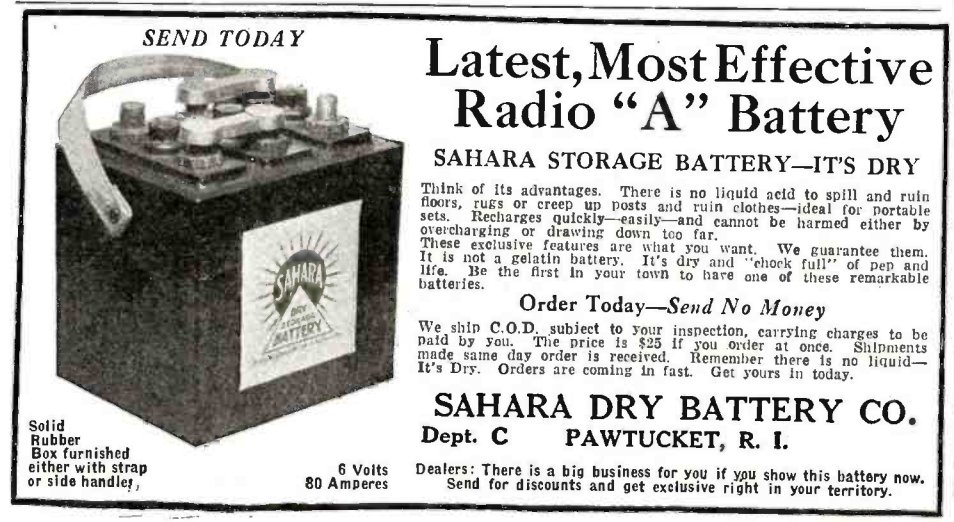 SEND TODAY
SAHARA
DRY
STORAGE
BATTERY
Solid
Rubber
Box furnished
either with strap
or side handles,
6 Volts
80 Amperes
Latest, Most Effective
Radio "A" Battery
SAHARA STORAGE BATTERY—IT'S DRY
Think of its advantages. There is no liquid acid to spill and ruin
floors, rugs or creep up posts and ruin clothes—ideal for portable
sets. Recharges quickly—easily—and cannot be harmed either by
overcharging or drawing down too far.
These exclusive features are what you want. We guarantee them.
It is not a gelatin battery. It's dry and "chock full" of pep and
life. Be the first in your town to have one of these remarkable
batteries.
Order Today—Send No Money
We ship C.O.D. subject to your inspection, carrying charges to be
paid by you. The price is $25 if you order at once. Shipments
made same day order is received. Remember there is no liquid—
It's Dry. Orders are coming in fast. Get yours in today.
SAHARA DRY BATTERY CO.
Dept. C PAWTUCKET, R. I.
Dealers: There is a big business for you if you show this battery now.
Send for discounts and get exclusive right in your territory.